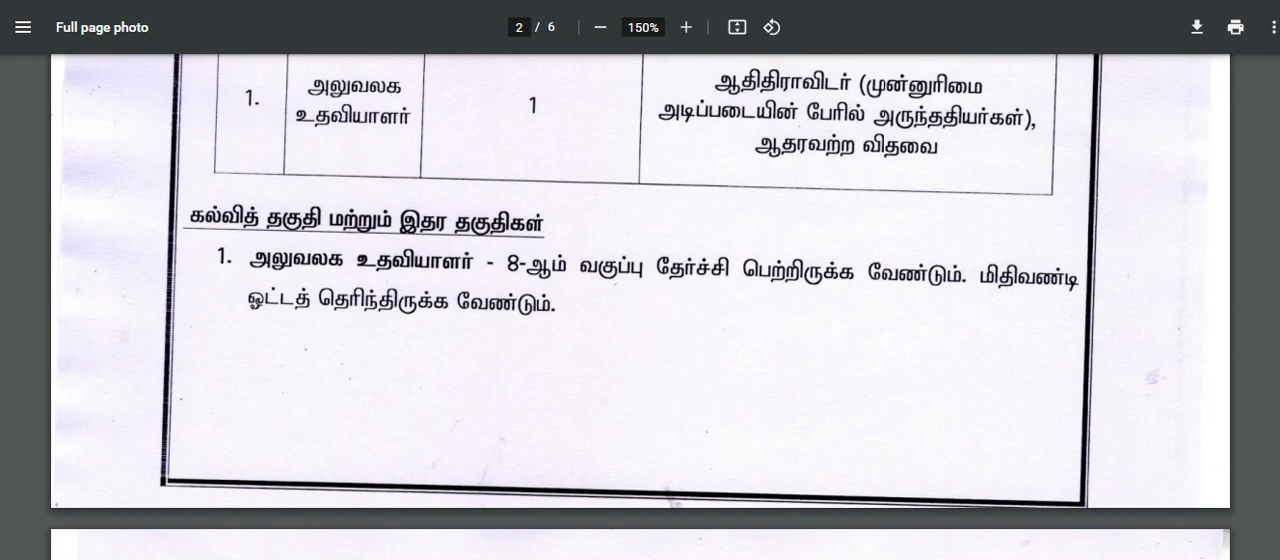 Full page photo
2 / 6
150%
1.
அலுவலக
உதவியாளர்
1
ஆதிதிராவிடர் (முன்னுரிமை
அடிப்படையின் பேரில் அருந்ததியர்கள்),
ஆதரவற்ற விதவை
கல்வித் தகுதி மற்றும் இதர தகுதிகள்
1. அலுவலக உதவியாளர் - 8-ஆம் வகுப்பு தேர்ச்சி பெற்றிருக்க வேண்டும். மிதிவண்டி
ஓட்டத் தெரிந்திருக்க வேண்டும்.